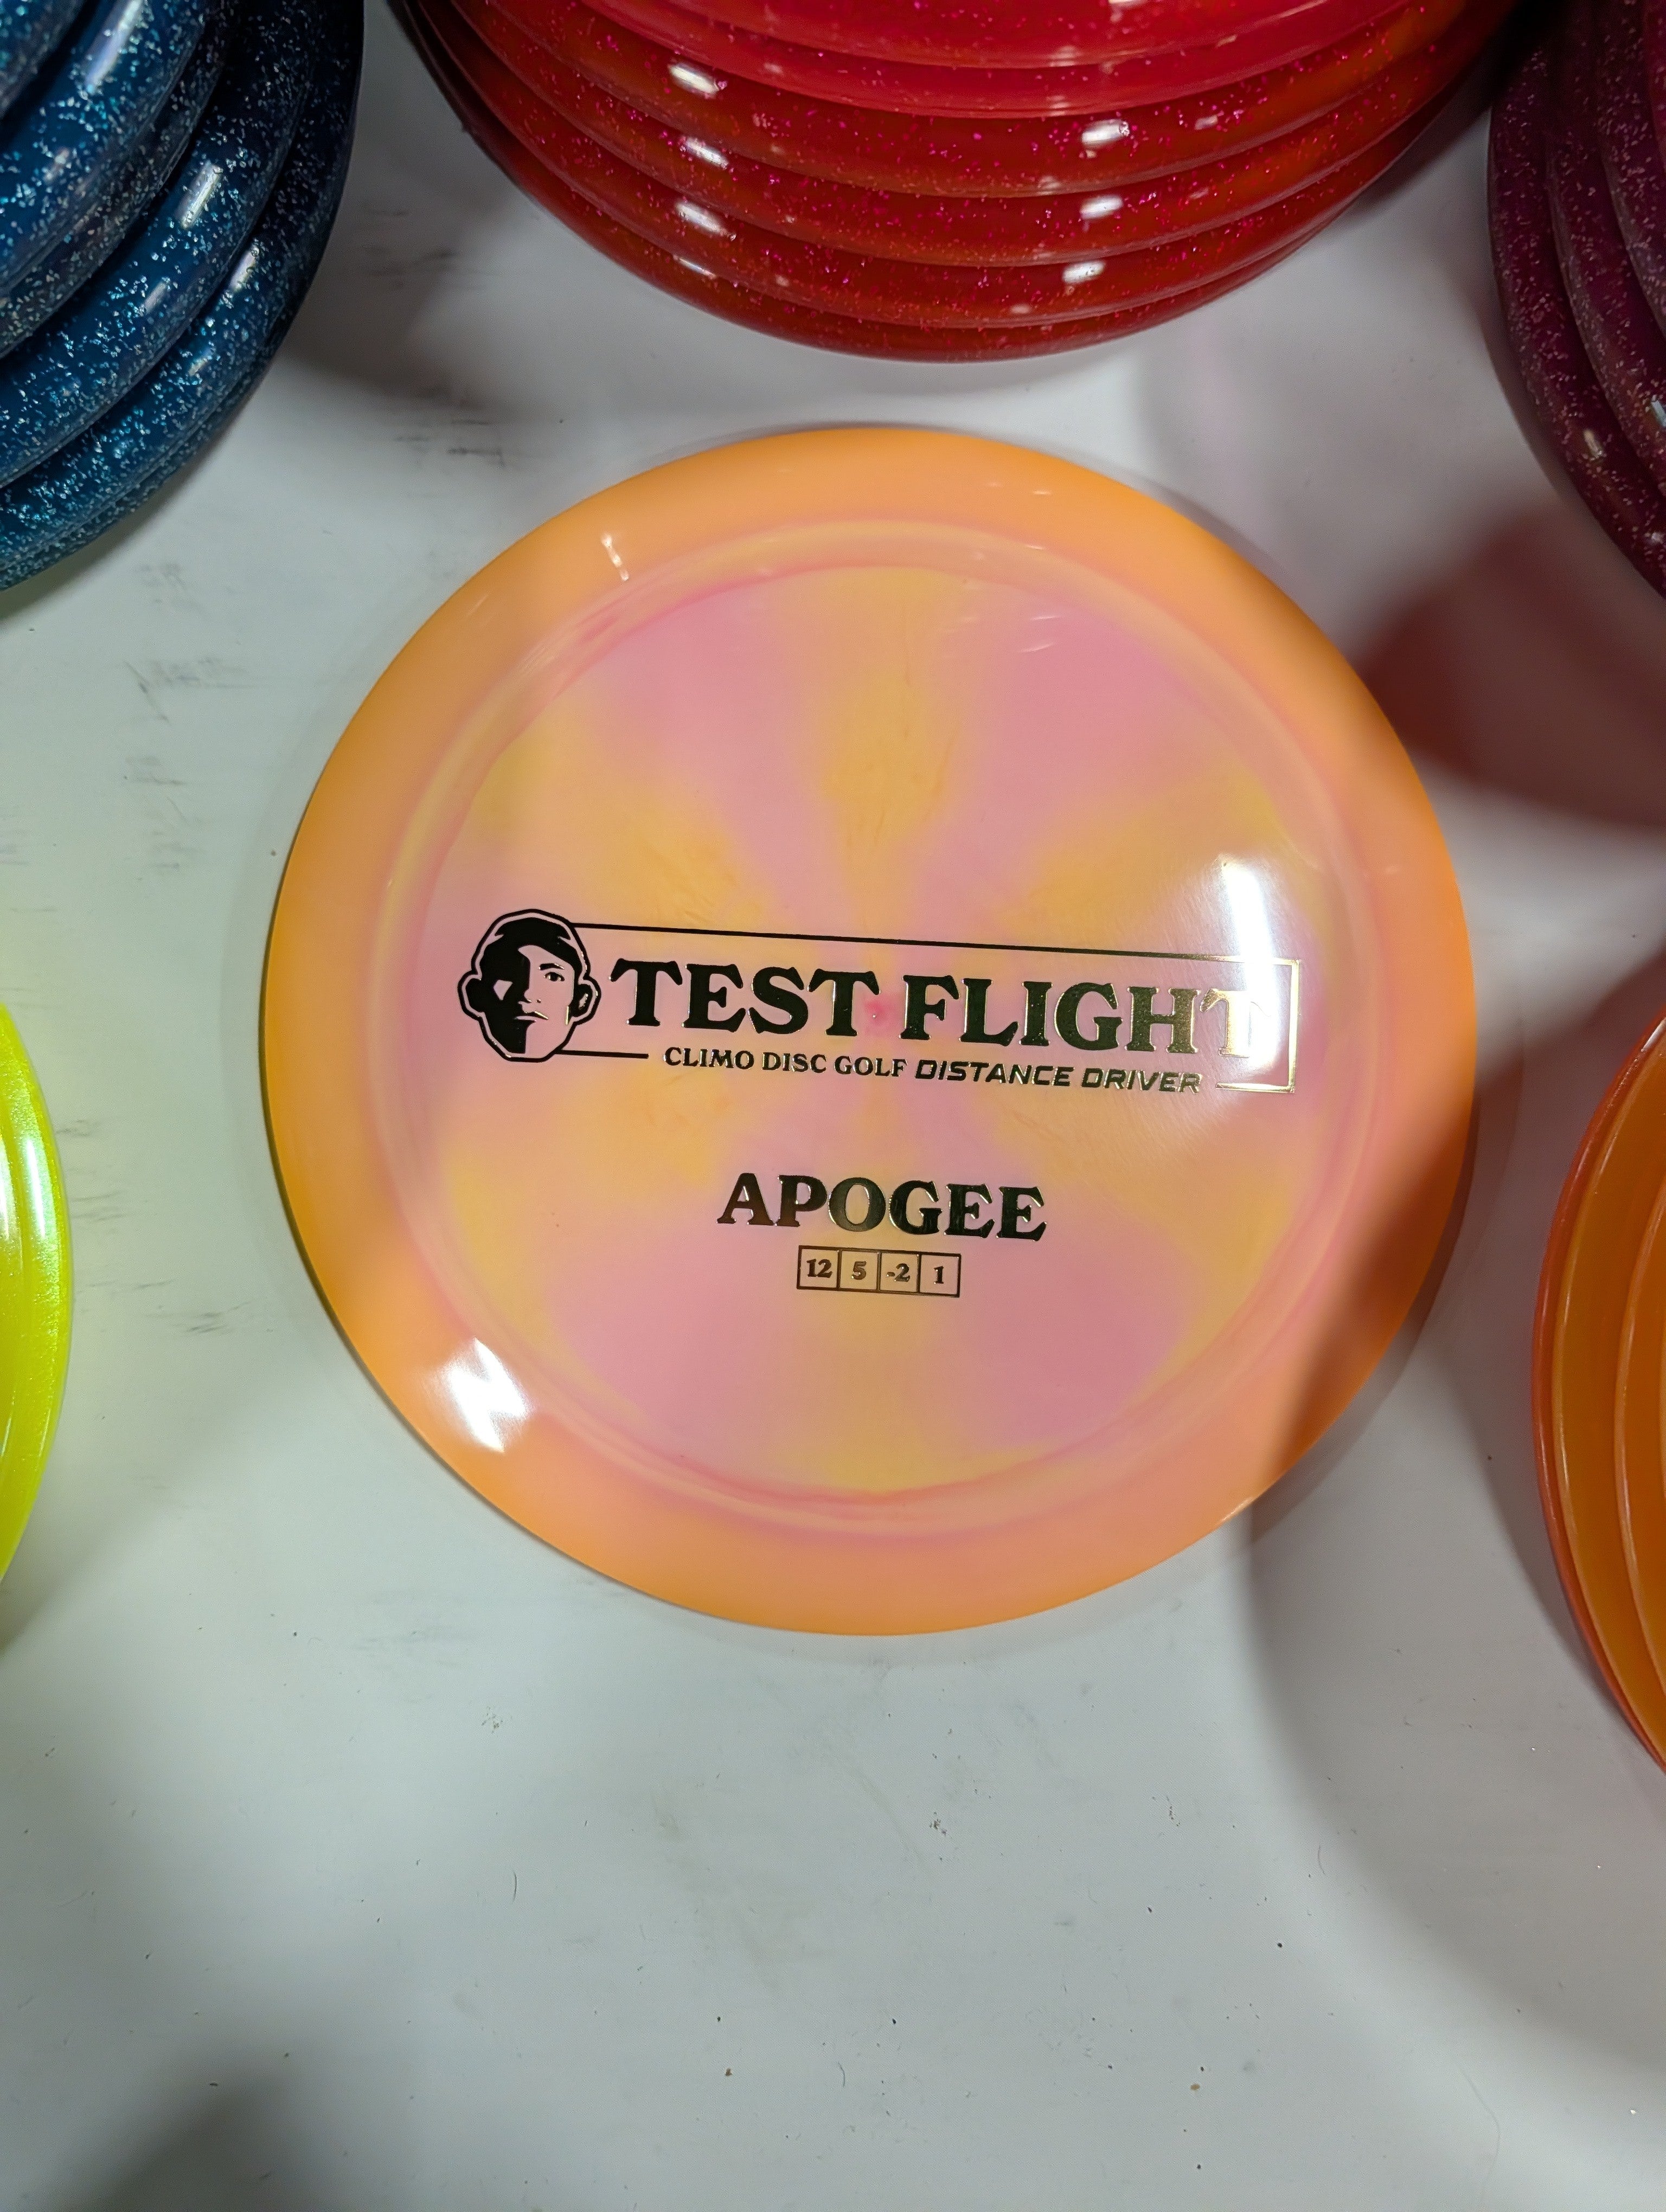 TEST FLIGHT
CLIMO DISC GOLF DISTANCE DRIVER
APOGEE
12 5 -2 1